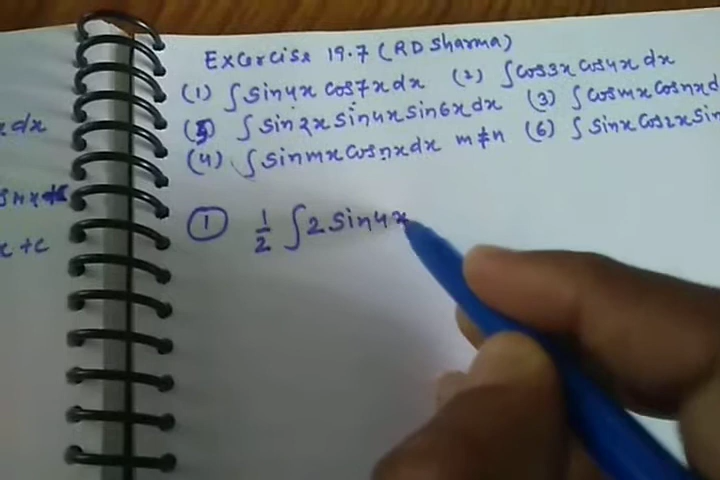 Exercise 19.7 (RD Sharma)
(1) ∫ sin4x cos7x dx (2) ∫ cos3x cos4x dx
(5) ∫ sin2x sin4x sin6x dx (3) ∫ cosmx cosnx d
(4) ∫ sinmx cosnx dx m≠n (6) ∫ sinx cos2x sin
① 1/2 ∫ 2 sin4x
x dx
x + c